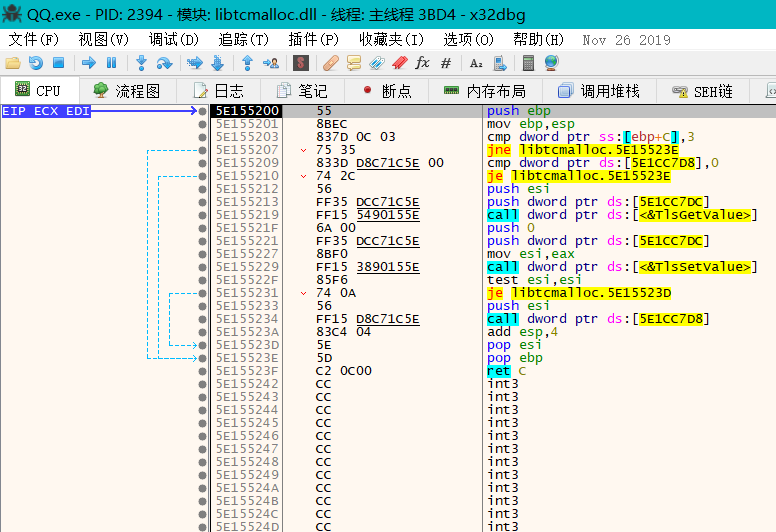 QQ.exe - PID: 2394 - 模块: libtcmalloc.dll - 线程: 主线程 3BD4 - x32dbg
文件(F) 视图(V) 调试(D) 追踪(T) 插件(P) 收藏夹(I) 选项(O) 帮助(H) Nov 26 2019
CPU 流程图 日志 笔记 断点 内存布局 调用堆栈 SEH链
EIP ECX EDI 5E155200 55 push ebp
5E155201 8BEC mov ebp,esp
5E155203 837D 0C 03 cmp dword ptr ss:[ebp+C],3
5E155207 75 35 jne libtcmalloc.5E15523E
5E155209 833D D8C71C5E 00 cmp dword ptr ds:[5E1CC7D8],0
5E155210 74 2C je libtcmalloc.5E15523E
5E155212 56 push esi
5E155213 FF35 DCC71C5E push dword ptr ds:[5E1CC7DC]
5E155219 FF15 5490155E call dword ptr ds:[<&TlsGetValue>]
5E15521F 6A 00 push 0
5E155221 FF35 DCC71C5E push dword ptr ds:[5E1CC7DC]
5E155227 8BF0 mov esi,eax
5E155229 FF15 3890155E call dword ptr ds:[<&TlsSetValue>]
5E15522F 85F6 test esi,esi
5E155231 74 0A je libtcmalloc.5E15523D
5E155233 56 push esi
5E155234 FF15 D8C71C5E call dword ptr ds:[5E1CC7D8]
5E15523A 83C4 04 add esp,4
5E15523D 5E pop esi
5E15523E 5D pop ebp
5E15523F C2 0C00 ret C
5E155242 CC int3
5E155243 CC int3
5E155244 CC int3
5E155245 CC int3
5E155246 CC int3
5E155247 CC int3
5E155248 CC int3
5E155249 CC int3
5E15524A CC int3
5E15524B CC int3
5E15524C CC int3
5E15524D CC int3